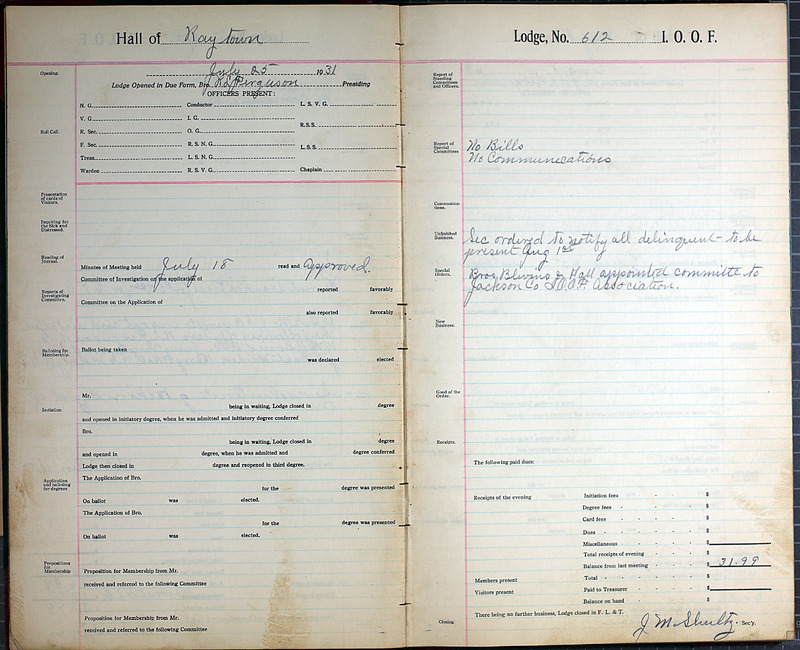 Hall of Raytown
Opening.
July 25 1931
Lodge Opened in Due Form, Bro. Ferguson Presiding
OFFICERS PRESENT:
Roll Call.
N. G. Conductor L. S. V. G.
V. G. I. G.
R.S.S.
R. Sec. O. G.
F. Sec. R. S. N. G. L.S.S.
Treas. L. S. N. G.
Warden R. S. V. G. Chaplain
Presentation of cards of Visitors.
Inquiring for the Sick and Distressed.
Reading of Journal.
Minutes of Meeting held July 18 read and approved.
Committee of Investigation on the application of
Reports of Investigating Committee.
reported favorably
Committee on the Application of
also reported favorably
Balloting for Membership.
Ballot being taken
was declared elected
Mr.
Initiation
being in waiting, Lodge closed in degree
and opened in initiatory degree, when he was admitted and initiatory degree conferred
Bro.
being in waiting, Lodge closed in degree
and opened in degree, when he was admitted and degree conferred
Lodge then closed in degree and reopened in third degree.
Application and balloting for degrees.
The Application of Bro.
for the degree was presented
On ballot was elected.
The Application of Bro.
for the degree was presented
On ballot was elected.
Propositions for Membership
Proposition for Membership from Mr.
received and referred to the following Committee
Proposition for Membership from Mr.
received and referred to the following Committee
Lodge, No. 612 I. O. O. F.
Report of Standing Committees and Officers.
Report of Special Committees
No Bills
No Communications
Communications.
Unfinished Business.
Sec ordered to notify all delinquent to be
present Aug 1st
Special Orders.
Bros, Blevins & Hall appointed committe to
Jackson Co I.O.O.F. Association.
New Business.
Good of the Order.
Receipts.
The following paid dues:
Receipts of the evening Initiation fees $
Degree fees $
Card fees $
Dues $
Miscellaneous $
Total receipts of evening $
Balance from last meeting $ 31.99
Members present Total $
Visitors present Paid to Treasurer $
Balance on hand $
Closing
There being no further business, Lodge closed in F. L. & T.
J M Shultz Sec'y.